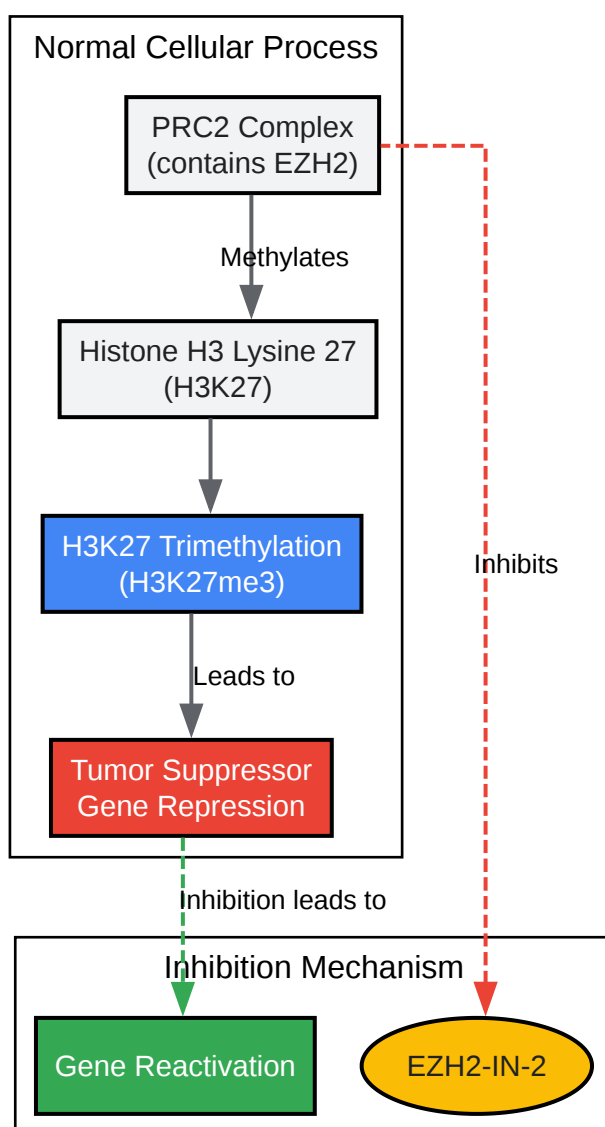 Normal Cellular Process
PRC2 Complex
(contains EZH2)
Methylates
Histone H3 Lysine 27
(H3K27)
H3K27 Trimethylation
(H3K27me3)
Inhibits
Leads to
Tumor Suppressor
Gene Repression
Inhibition leads to
Inhibition Mechanism
Gene Reactivation
EZH2-IN-2